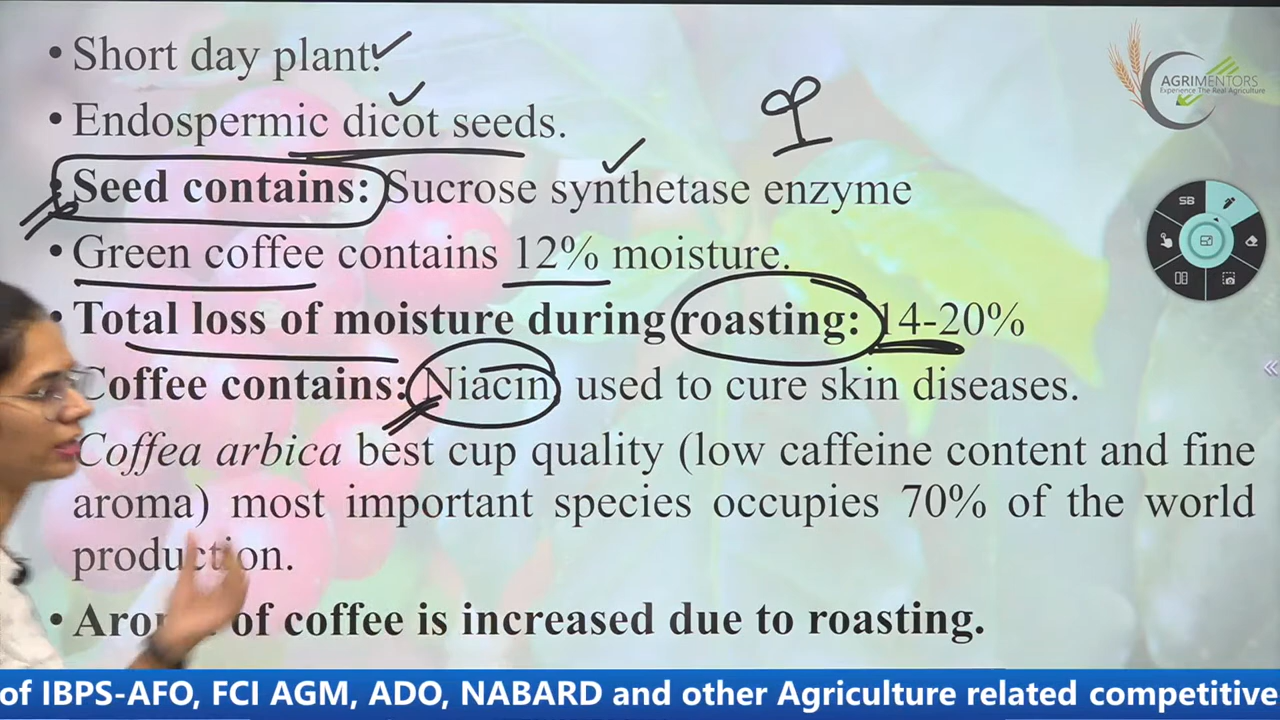 • Short day plant.
• Endospermic dicot seeds.
• Seed contains: Sucrose synthetase enzyme
• Green coffee contains 12% moisture.
• Total loss of moisture during roasting: 14-20%
Coffee contains: Niacin used to cure skin diseases.
Coffea arbica best cup quality (low caffeine content and fine
aroma) most important species occupies 70% of the world
production.
• of coffee is increased due to roasting.
AGRIMENTORS
Experience The Real Agriculture
SB
of IBPS-AFO, FCI AGM, ADO, NABARD and other Agriculture related competitive